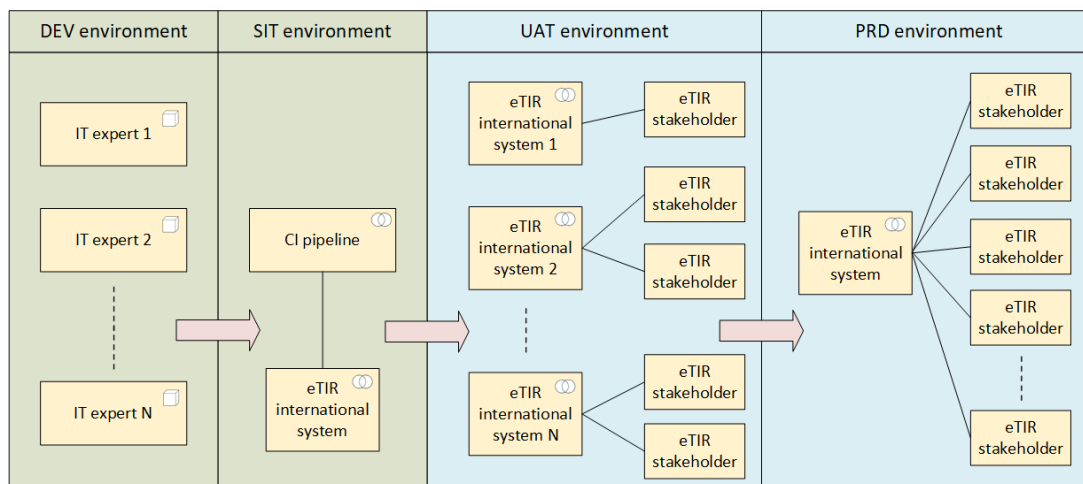 DEV environment
SIT environment
UAT environment
PRD environment
IT expert 1
IT expert 2
IT expert N
CI pipeline
eTIR
international
system
eTIR
international
system 1
eTIR
stakeholder
eTIR
international
system 2
eTIR
stakeholder
eTIR
stakeholder
eTIR
international
system N
eTIR
stakeholder
eTIR
stakeholder
eTIR
international
system
eTIR
stakeholder
eTIR
stakeholder
eTIR
stakeholder
eTIR
stakeholder
eTIR
stakeholder